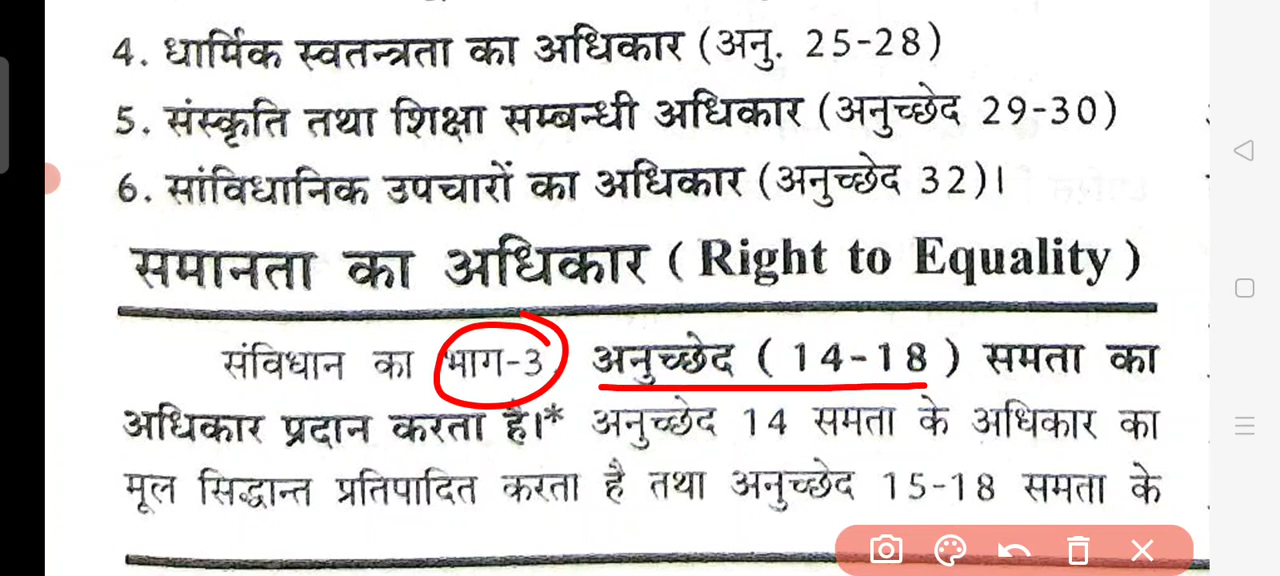 4. धार्मिक स्वतन्त्रता का अधिकार (अनु. 25-28)
5. संस्कृति तथा शिक्षा सम्बन्धी अधिकार (अनुच्छेद 29-30)
6. सांविधानिक उपचारों का अधिकार (अनुच्छेद 32)।
समानता का अधिकार ( Right to Equality )
संविधान का भाग-3, अनुच्छेद ( 14-18 ) समता का
अधिकार प्रदान करता है।* अनुच्छेद 14 समता के अधिकार का
मूल सिद्धान्त प्रतिपादित करता है तथा अनुच्छेद 15-18 समता के